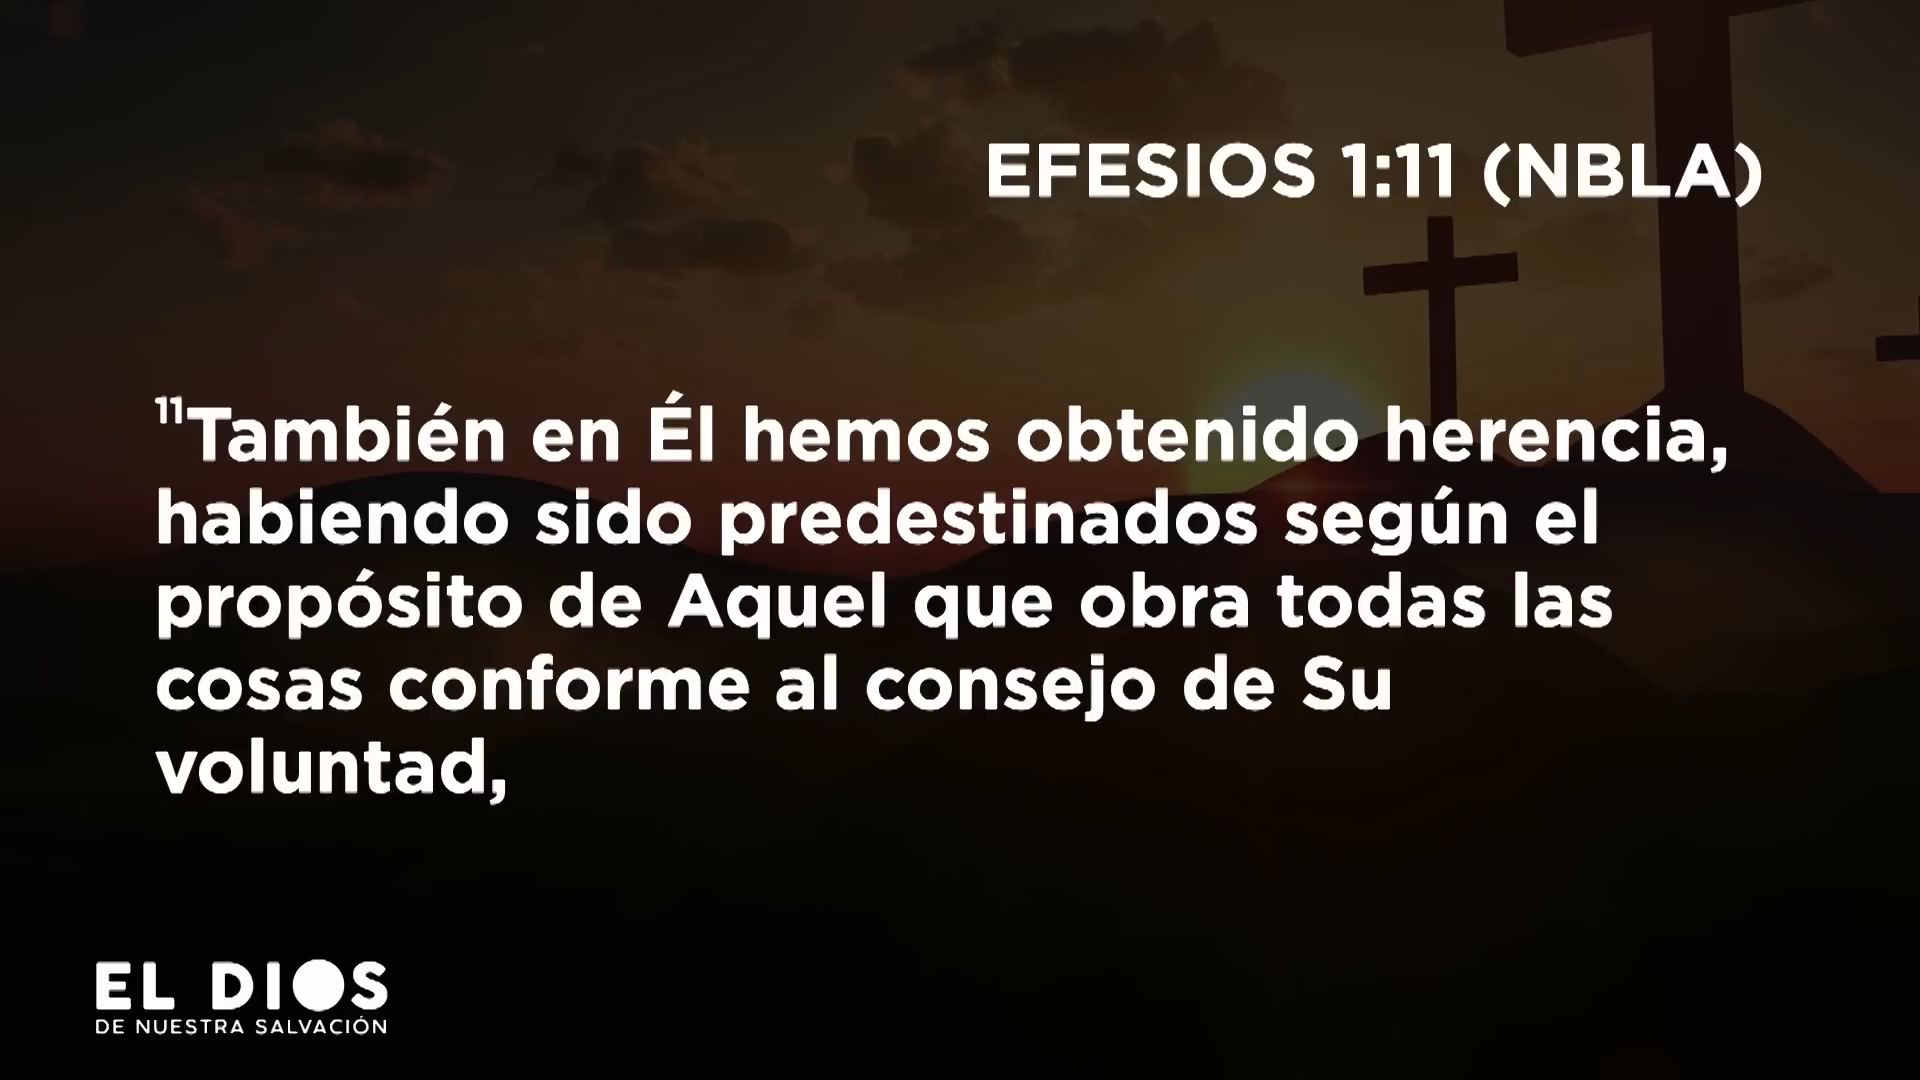 EFESIOS 1:11 (NBLA)
¹¹También en Él hemos obtenido herencia,
habiendo sido predestinados según el
propósito de Aquel que obra todas las
cosas conforme al consejo de Su
voluntad,
EL DIOS
DE NUESTRA SALVACIÓN